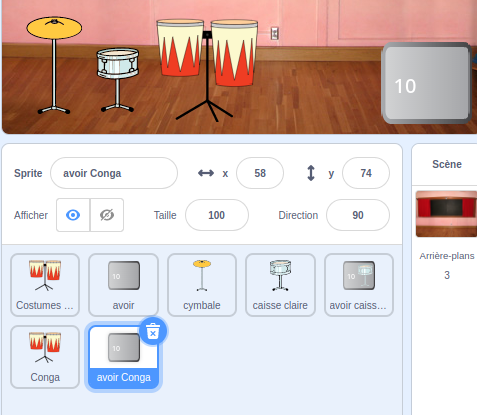 10
Sprite avoir Conga x 58 y 74
Afficher Taille 100 Direction 90
Scène
Arrière-plans
3
10 10 
Costumes ... avoir cymbale caisse claire avoir caiss...
10
Conga avoir Conga